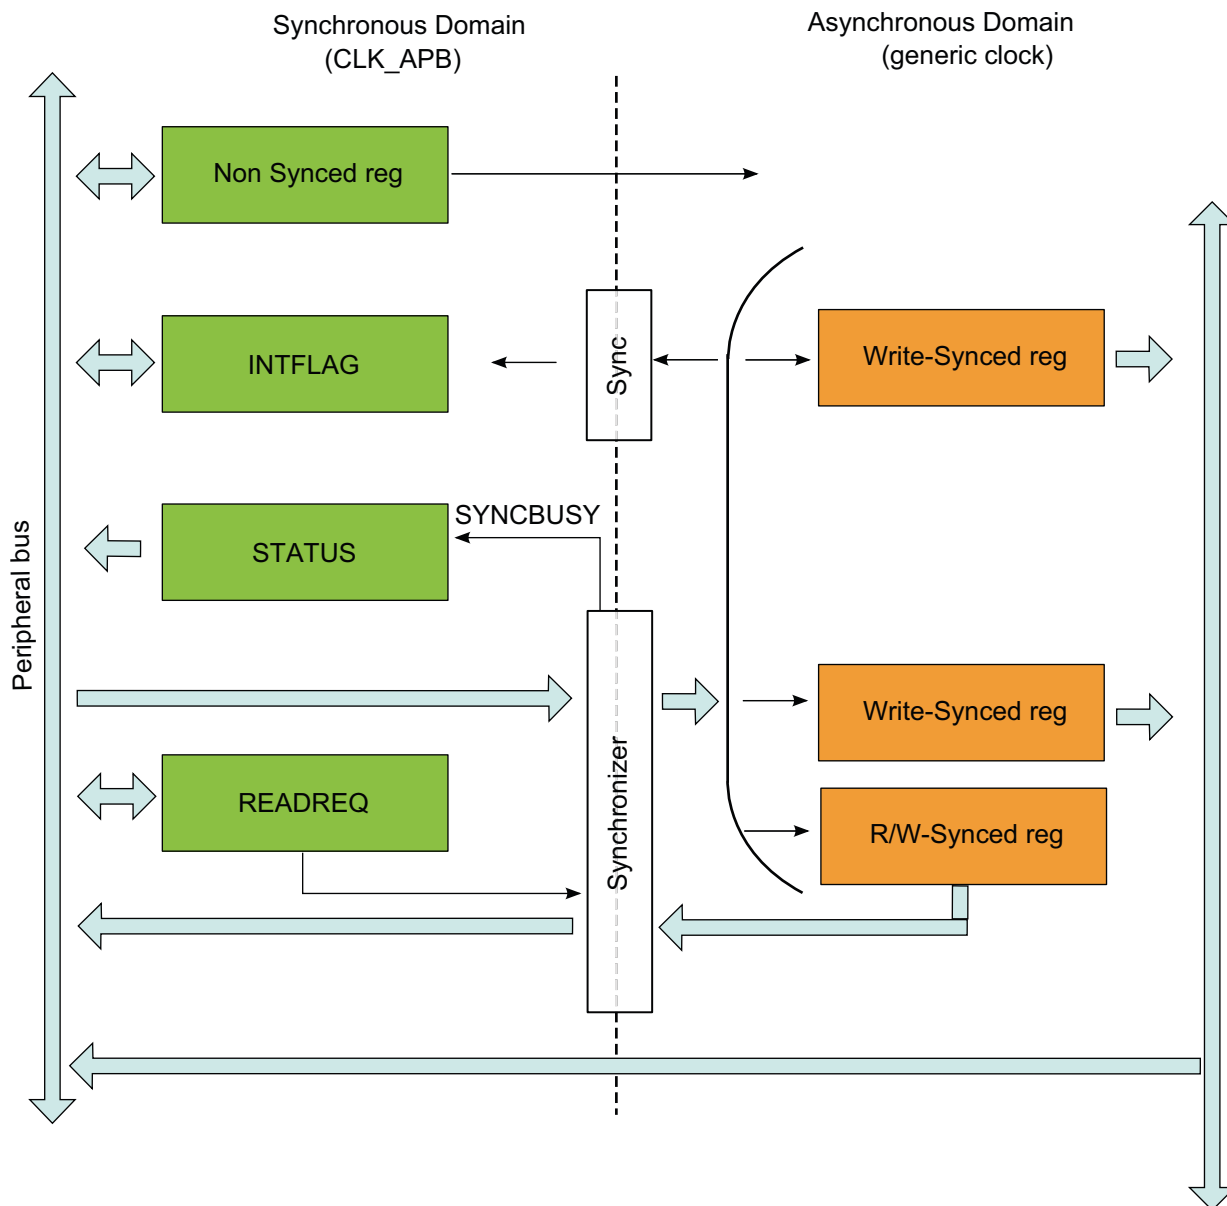 Synchronous Domain
(CLK_APB)
Asynchronous Domain
(generic clock)
Non Synced reg
INTFLAG
Sync
Write-Synced reg
SYNCBUSY
STATUS
Peripheral bus
Write-Synced reg
Synchronizer
READREQ
R/W-Synced reg